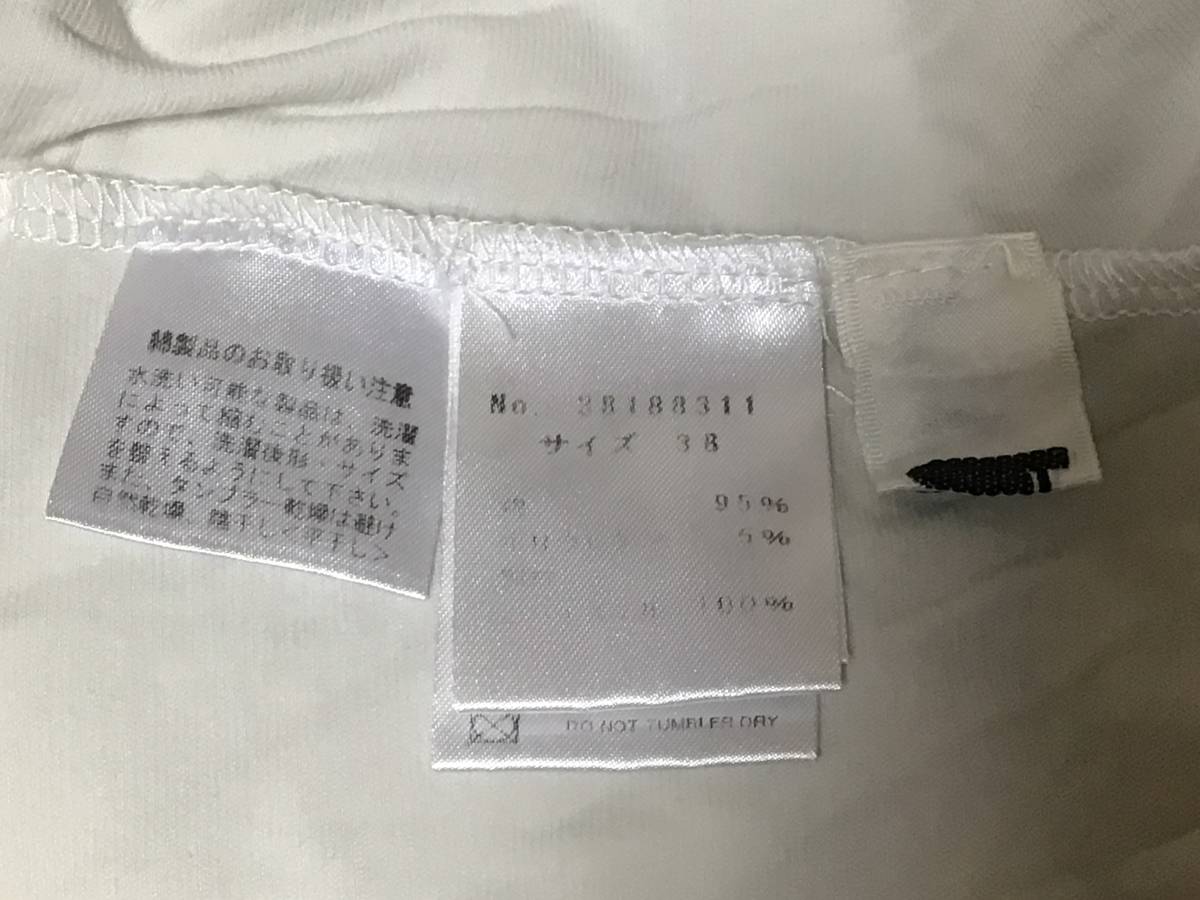 綿製品のお取り扱い注意
水洗い可能な製品は、洗濯
によって縮むことがありま
すので、洗濯後形・サイズ
を御するようにして下さい。
また、タンブラー乾燥は避け
自然乾燥、陰干し<平干し>
No. 38188311
サイズ 38
95%
5%
100%
DO NOT TUMBLER DRY